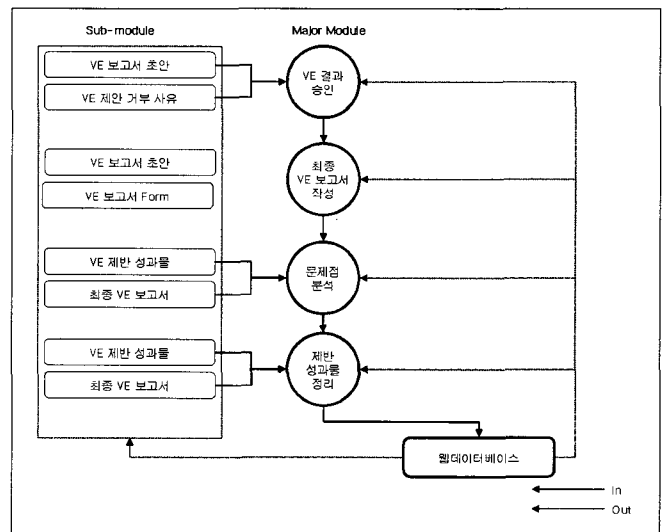 Sub-module
Major Module
VE 보고서 초안
VE 제안 거부 사유
VE 결과
승인
VE 보고서 초안
VE 보고서 Form
최종
VE 보고서
작성
VE 제반 성과물
최종 VE 보고서
문제점
분석
VE 제반 성과물
최종 VE 보고서
제반
성과물
정리
웹데이터베이스
In
Out